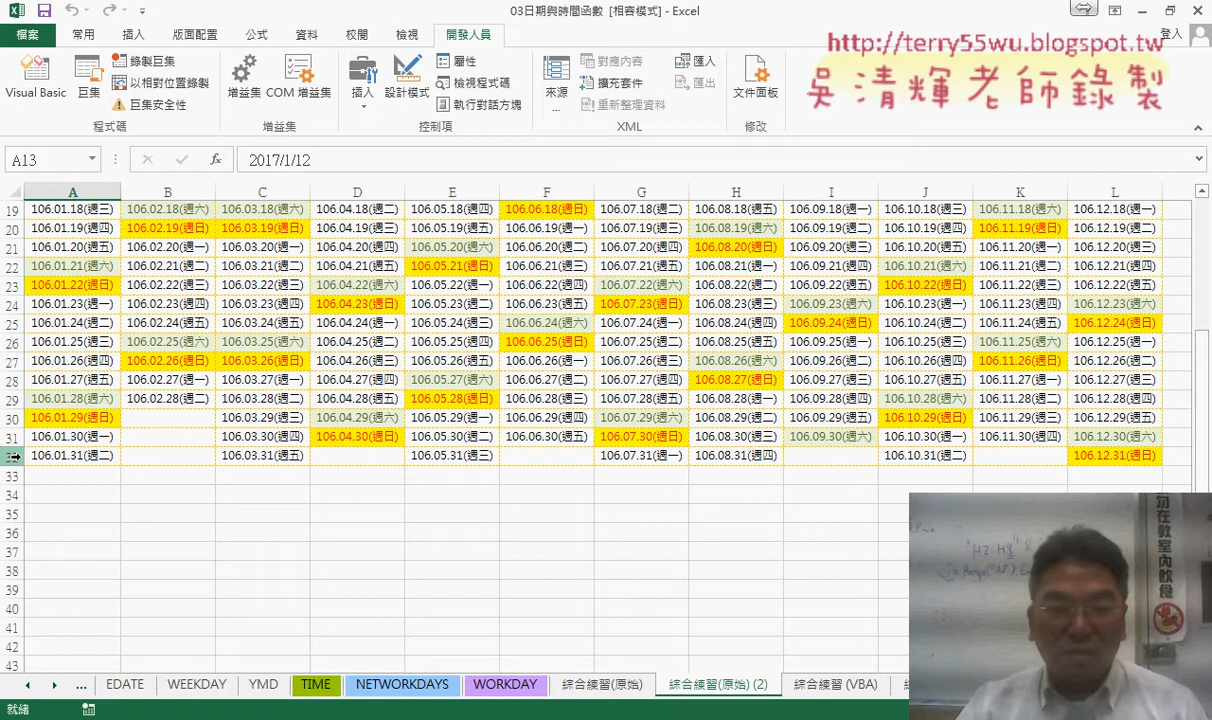 03日期與時間函數 [相容模式] - Excel
登入
檔案 常用 插入 版面配置 公式 資料 校閱 檢視 開發人員
http://terry55wu.blogspot.tw
吳清輝老師錄製
Visual Basic 巨集 錄製巨集 以相對位置錄製 巨集安全性 增益集 COM 增益集 插入 設計模式 屬性 檢視程式碼 執行對話方塊 來源 對應內容 擴充套件 重新整理資料 匯入 匯出 文件面板
程式碼 增益集 控制項 XML 修改
A13 fx 2017/1/12
A B C D E F G H I J K L
19 106.01.18(週三) 106.02.18(週六) 106.03.18(週六) 106.04.18(週二) 106.05.18(週四) 106.06.18(週日) 106.07.18(週二) 106.08.18(週五) 106.09.18(週一) 106.10.18(週三) 106.11.18(週六) 106.12.18(週一)
20 106.01.19(週四) 106.02.19(週日) 106.03.19(週日) 106.04.19(週三) 106.05.19(週五) 106.06.19(週一) 106.07.19(週三) 106.08.19(週六) 106.09.19(週二) 106.10.19(週四) 106.11.19(週日) 106.12.19(週二)
21 106.01.20(週五) 106.02.20(週一) 106.03.20(週一) 106.04.20(週四) 106.05.20(週六) 106.06.20(週二) 106.07.20(週四) 106.08.20(週日) 106.09.20(週三) 106.10.20(週五) 106.11.20(週一) 106.12.20(週三)
22 106.01.21(週六) 106.02.21(週二) 106.03.21(週二) 106.04.21(週五) 106.05.21(週日) 106.06.21(週三) 106.07.21(週五) 106.08.21(週一) 106.09.21(週四) 106.10.21(週六) 106.11.21(週二) 106.12.21(週四)
23 106.01.22(週日) 106.02.22(週三) 106.03.22(週三) 106.04.22(週六) 106.05.22(週一) 106.06.22(週四) 106.07.22(週六) 106.08.22(週二) 106.09.22(週五) 106.10.22(週日) 106.11.22(週三) 106.12.22(週五)
24 106.01.23(週一) 106.02.23(週四) 106.03.23(週四) 106.04.23(週日) 106.05.23(週二) 106.06.23(週五) 106.07.23(週日) 106.08.23(週三) 106.09.23(週六) 106.10.23(週一) 106.11.23(週四) 106.12.23(週六)
25 106.01.24(週二) 106.02.24(週五) 106.03.24(週五) 106.04.24(週一) 106.05.24(週三) 106.06.24(週六) 106.07.24(週一) 106.08.24(週四) 106.09.24(週日) 106.10.24(週二) 106.11.24(週五) 106.12.24(週日)
26 106.01.25(週三) 106.02.25(週六) 106.03.25(週六) 106.04.25(週二) 106.05.25(週四) 106.06.25(週日) 106.07.25(週二) 106.08.25(週五) 106.09.25(週一) 106.10.25(週三) 106.11.25(週六) 106.12.25(週一)
27 106.01.26(週四) 106.02.26(週日) 106.03.26(週日) 106.04.26(週三) 106.05.26(週五) 106.06.26(週一) 106.07.26(週三) 106.08.26(週六) 106.09.26(週二) 106.10.26(週四) 106.11.26(週日) 106.12.26(週二)
28 106.01.27(週五) 106.02.27(週一) 106.03.27(週一) 106.04.27(週四) 106.05.27(週六) 106.06.27(週二) 106.07.27(週四) 106.08.27(週日) 106.09.27(週三) 106.10.27(週五) 106.11.27(週一) 106.12.27(週三)
29 106.01.28(週六) 106.02.28(週二) 106.03.28(週二) 106.04.28(週五) 106.05.28(週日) 106.06.28(週三) 106.07.28(週五) 106.08.28(週一) 106.09.28(週四) 106.10.28(週六) 106.11.28(週二) 106.12.28(週四)
30 106.01.29(週日) 106.03.29(週三) 106.04.29(週六) 106.05.29(週一) 106.06.29(週四) 106.07.29(週六) 106.08.29(週二) 106.09.29(週五) 106.10.29(週日) 106.11.29(週三) 106.12.29(週五)
31 106.01.30(週一) 106.03.30(週四) 106.04.30(週日) 106.05.30(週二) 106.06.30(週五) 106.07.30(週日) 106.08.30(週三) 106.09.30(週六) 106.10.30(週一) 106.11.30(週四) 106.12.30(週六)
106.01.31(週二) 106.03.31(週五) 106.05.31(週三) 106.07.31(週一) 106.08.31(週四) 106.10.31(週二) 106.12.31(週日)
33
34
35
36
37
38
39
40
41
42
43
勿在教室內飲食
... EDATE WEEKDAY YMD TIME NETWORKDAYS WORKDAY 綜合練習(原始) 綜合練習(原始) (2) 綜合練習 (VBA)
就緒